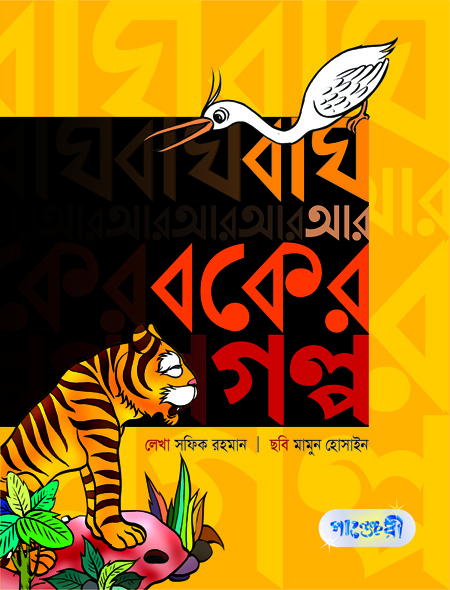 বাঘ
আর
বকের
গল্প
লেখা সফিক রহমান | ছবি মামুন হোসাইন
পাঞ্জেরী